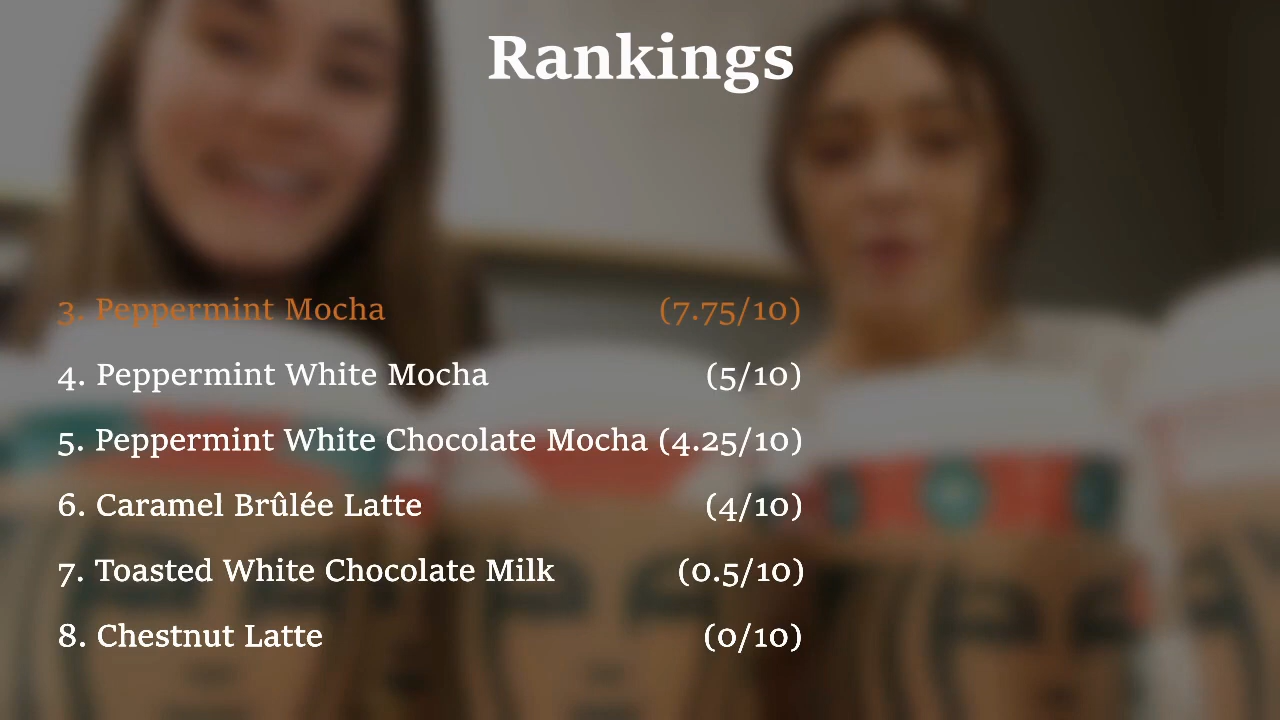 Rankings
3. Peppermint Mocha (7.75/10)
4. Peppermint White Mocha (5/10)
5. Peppermint White Chocolate Mocha (4.25/10)
6. Caramel Brûlée Latte (4/10)
7. Toasted White Chocolate Milk (0.5/10)
8. Chestnut Latte (0/10)